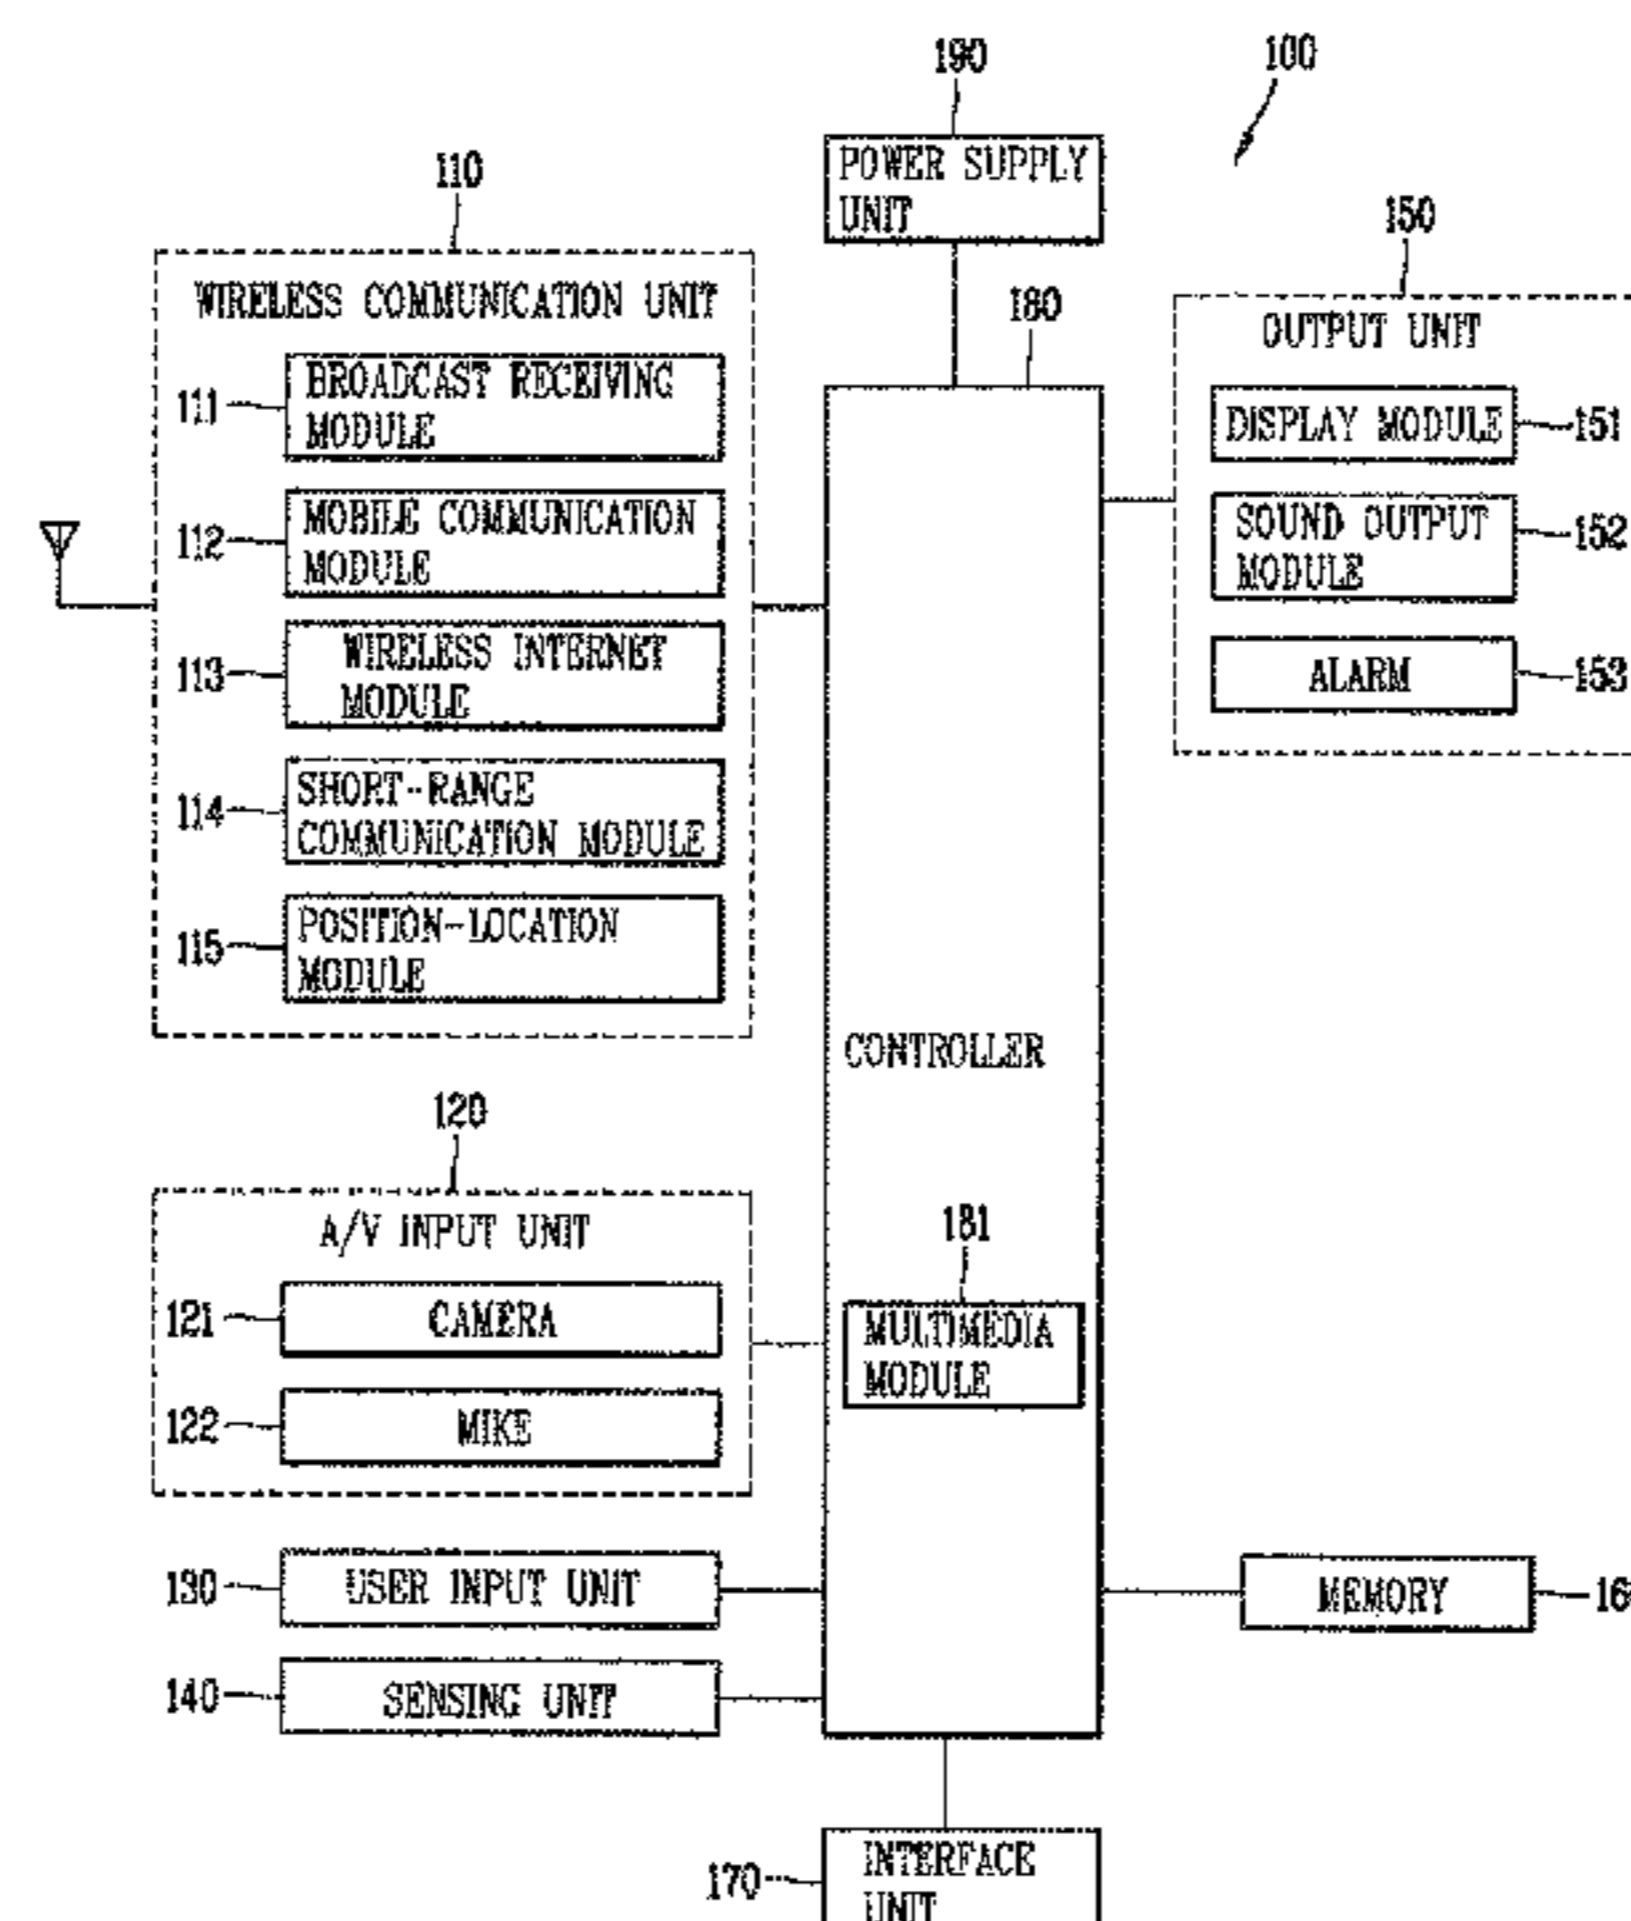 190
100
POWER SUPPLY
UNIT
110
WIRELESS COMMUNICATION UNIT
111
BROADCAST RECEIVING
MODULE
112
MOBILE COMMUNICATION
MODULE
113
WIRELESS INTERNET
MODULE
114
SHORT-RANGE
COMMUNICATION MODULE
115
POSITION-LOCATION
MODULE
180
CONTROLLER
181
MULTIMEDIA
MODULE
150
OUTPUT UNIT
DISPLAY MODULE
151
SOUND OUTPUT
MODULE
152
ALARM
153
120
A/V INPUT UNIT
121
CAMERA
122
MIKE
130
USER INPUT UNIT
140
SENSING UNIT
MEMORY
170
INTERFACE
UNIT